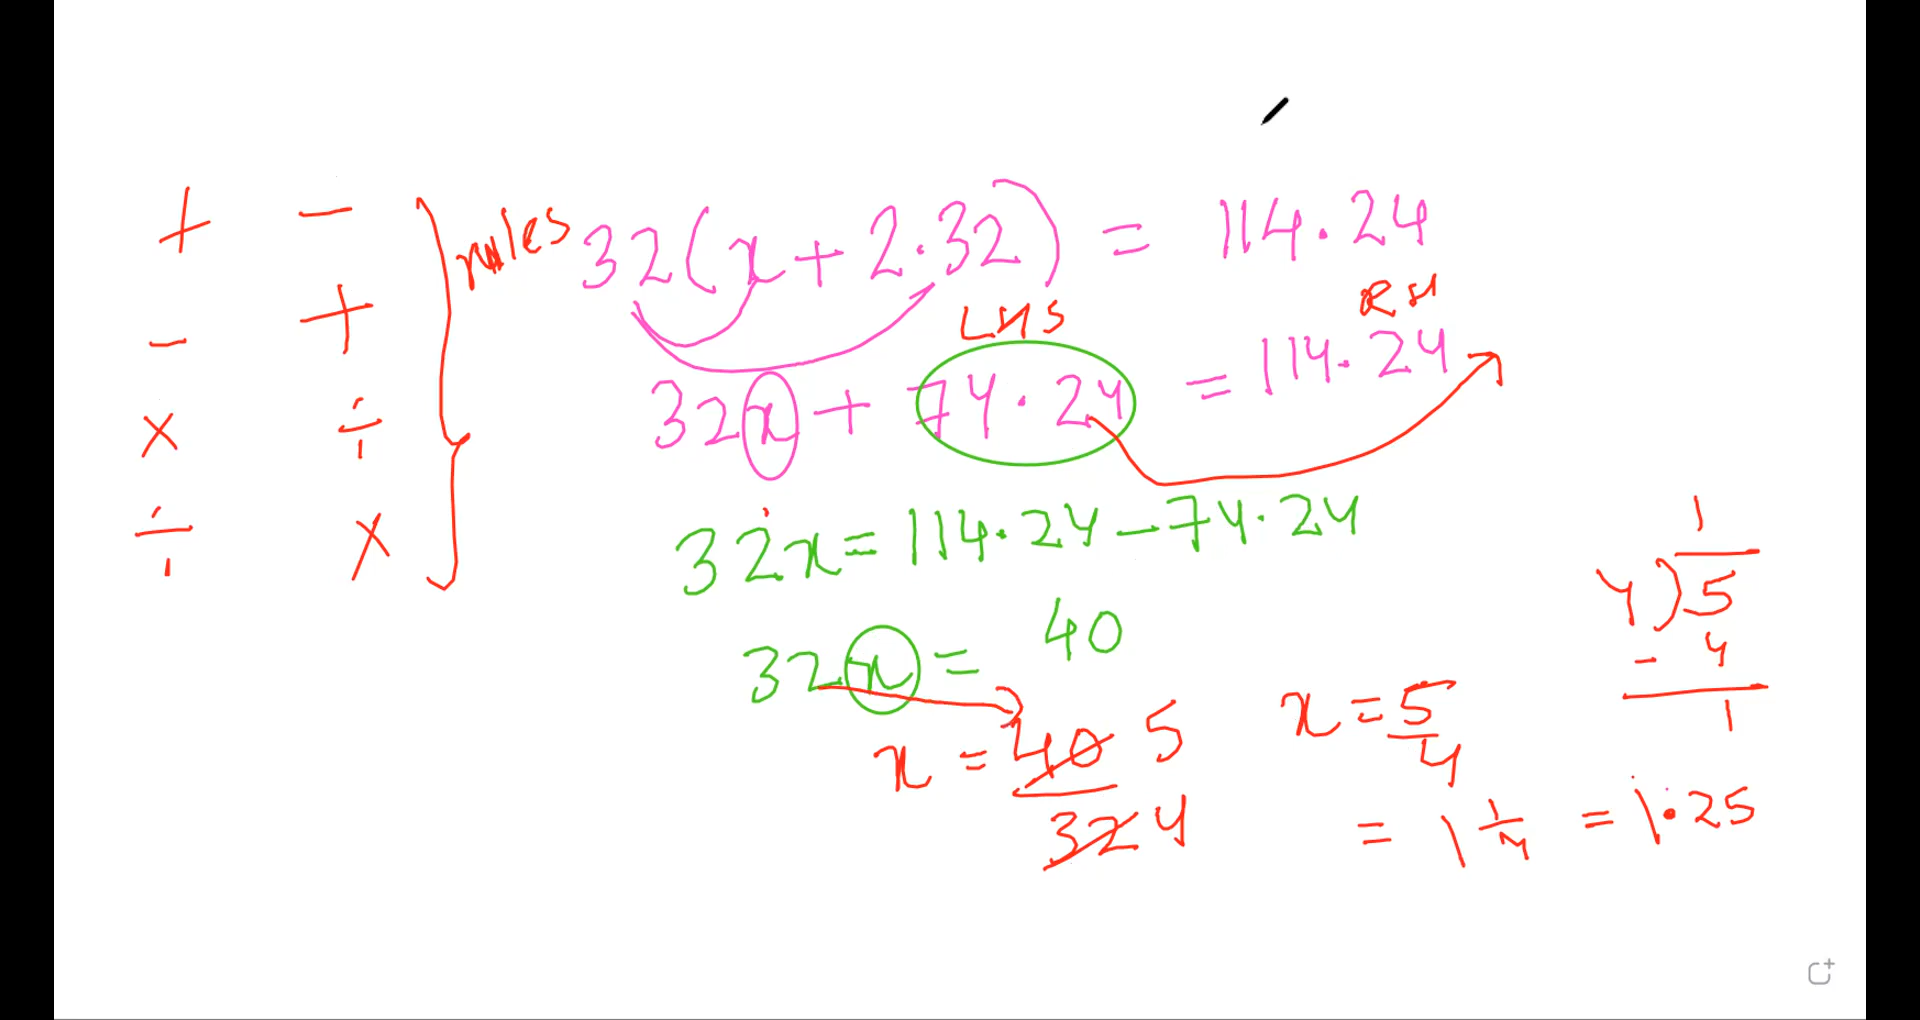 + −
− +
× ÷
÷ ×
rules
32(x+2.32) = 114.24
LHS RH
32x + 74.24 = 114.24
32x = 114.24 − 74.24
32x = 40
x = 40 5
32 4
x = 5/4
= 1 1/4 = 1.25
1
4)5
− 4
1